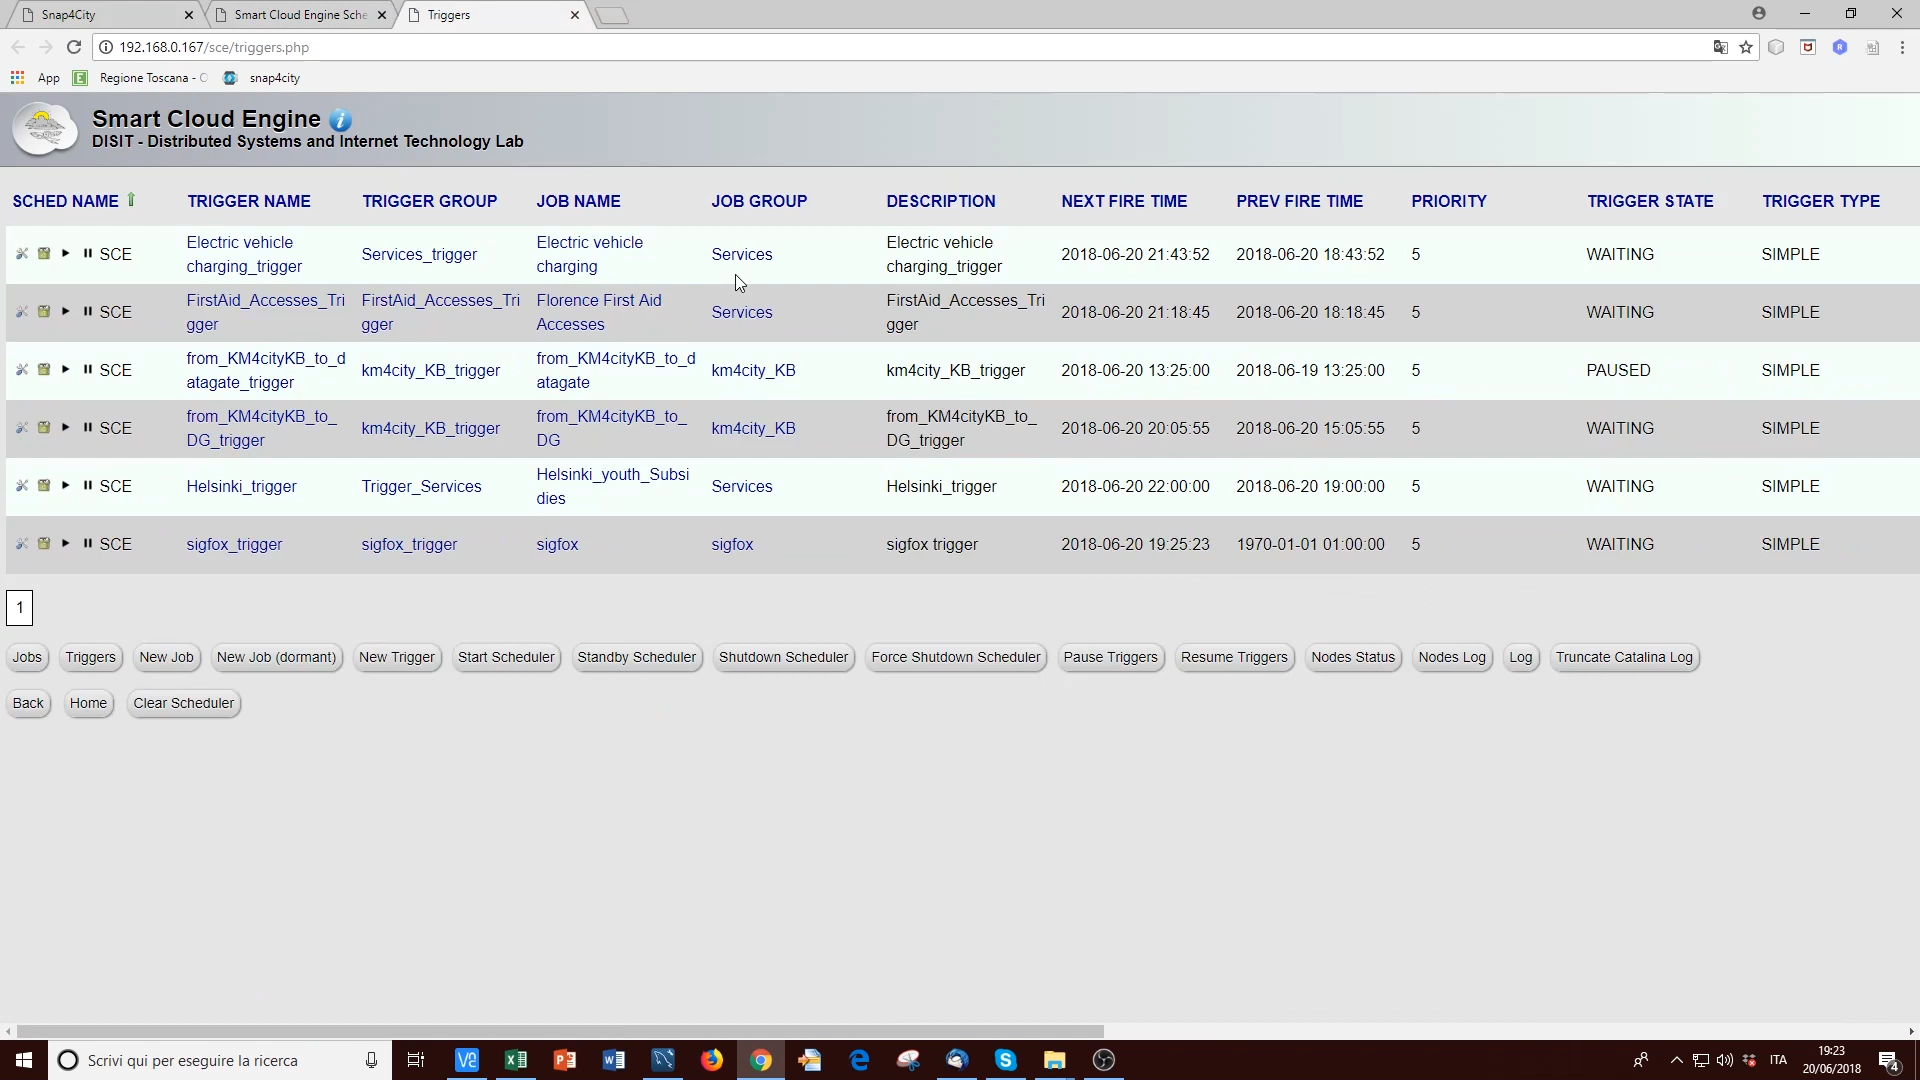 Snap4City
Smart Cloud Engine Sche
Triggers
192.168.0.167/sce/triggers.php
App
Regione Toscana - C
snap4city
Smart Cloud Engine
DISIT - Distributed Systems and Internet Technology Lab
SCHED NAME TRIGGER NAME TRIGGER GROUP JOB NAME JOB GROUP DESCRIPTION NEXT FIRE TIME PREV FIRE TIME PRIORITY TRIGGER STATE TRIGGER TYPE
SCE
Electric vehicle
charging_trigger
Services_trigger
Electric vehicle
charging
Services
Electric vehicle
charging_trigger
2018-06-20 21:43:52
2018-06-20 18:43:52
5
WAITING
SIMPLE
SCE
FirstAid_Accesses_Tri
gger
FirstAid_Accesses_Tri
gger
Florence First Aid
Accesses
Services
FirstAid_Accesses_Tri
gger
2018-06-20 21:18:45
2018-06-20 18:18:45
5
WAITING
SIMPLE
SCE
from_KM4cityKB_to_d
atagate_trigger
km4city_KB_trigger
from_KM4cityKB_to_d
atagate
km4city_KB
km4city_KB_trigger
2018-06-20 13:25:00
2018-06-19 13:25:00
5
PAUSED
SIMPLE
SCE
from_KM4cityKB_to_
DG_trigger
km4city_KB_trigger
from_KM4cityKB_to_
DG
km4city_KB
from_KM4cityKB_to_
DG_trigger
2018-06-20 20:05:55
2018-06-20 15:05:55
5
WAITING
SIMPLE
SCE
Helsinki_trigger
Trigger_Services
Helsinki_youth_Subsi
dies
Services
Helsinki_trigger
2018-06-20 22:00:00
2018-06-20 19:00:00
5
WAITING
SIMPLE
SCE
sigfox_trigger
sigfox_trigger
sigfox
sigfox
sigfox trigger
2018-06-20 19:25:23
1970-01-01 01:00:00
5
WAITING
SIMPLE
1
Jobs Triggers New Job New Job (dormant) New Trigger Start Scheduler Standby Scheduler Shutdown Scheduler Force Shutdown Scheduler Pause Triggers Resume Triggers Nodes Status Nodes Log Log Truncate Catalina Log
Back Home Clear Scheduler
Scrivi qui per eseguire la ricerca
ITA
19:23
20/06/2018
4